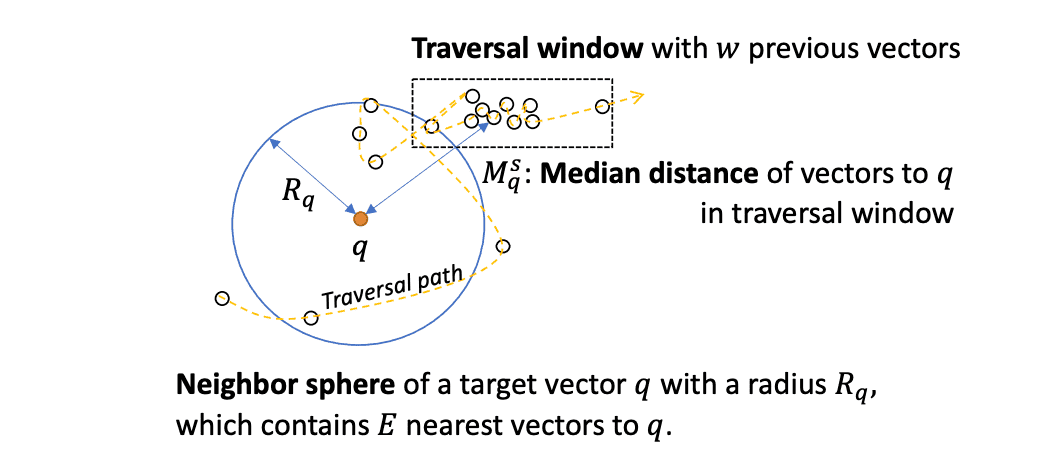 Traversal window with w previous vectors
M_q^s: Median distance of vectors to q
in traversal window
R_q
q
Traversal path
Neighbor sphere of a target vector q with a radius R_q,
which contains E nearest vectors to q.